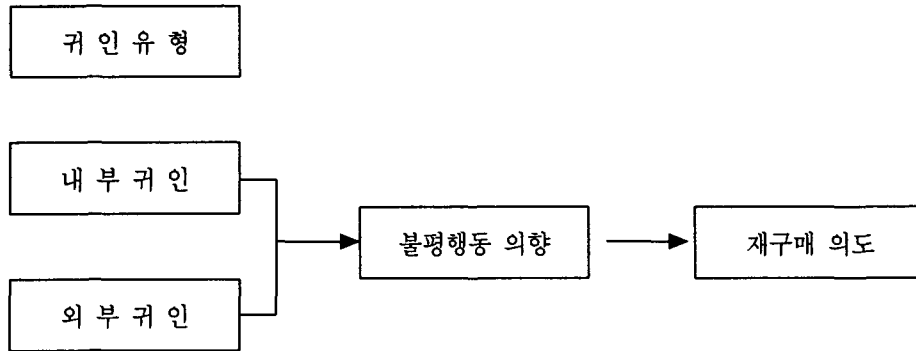 귀 인 유 형
내 부 귀 인
불평행동 의향
재구매 의도
외 부 귀 인